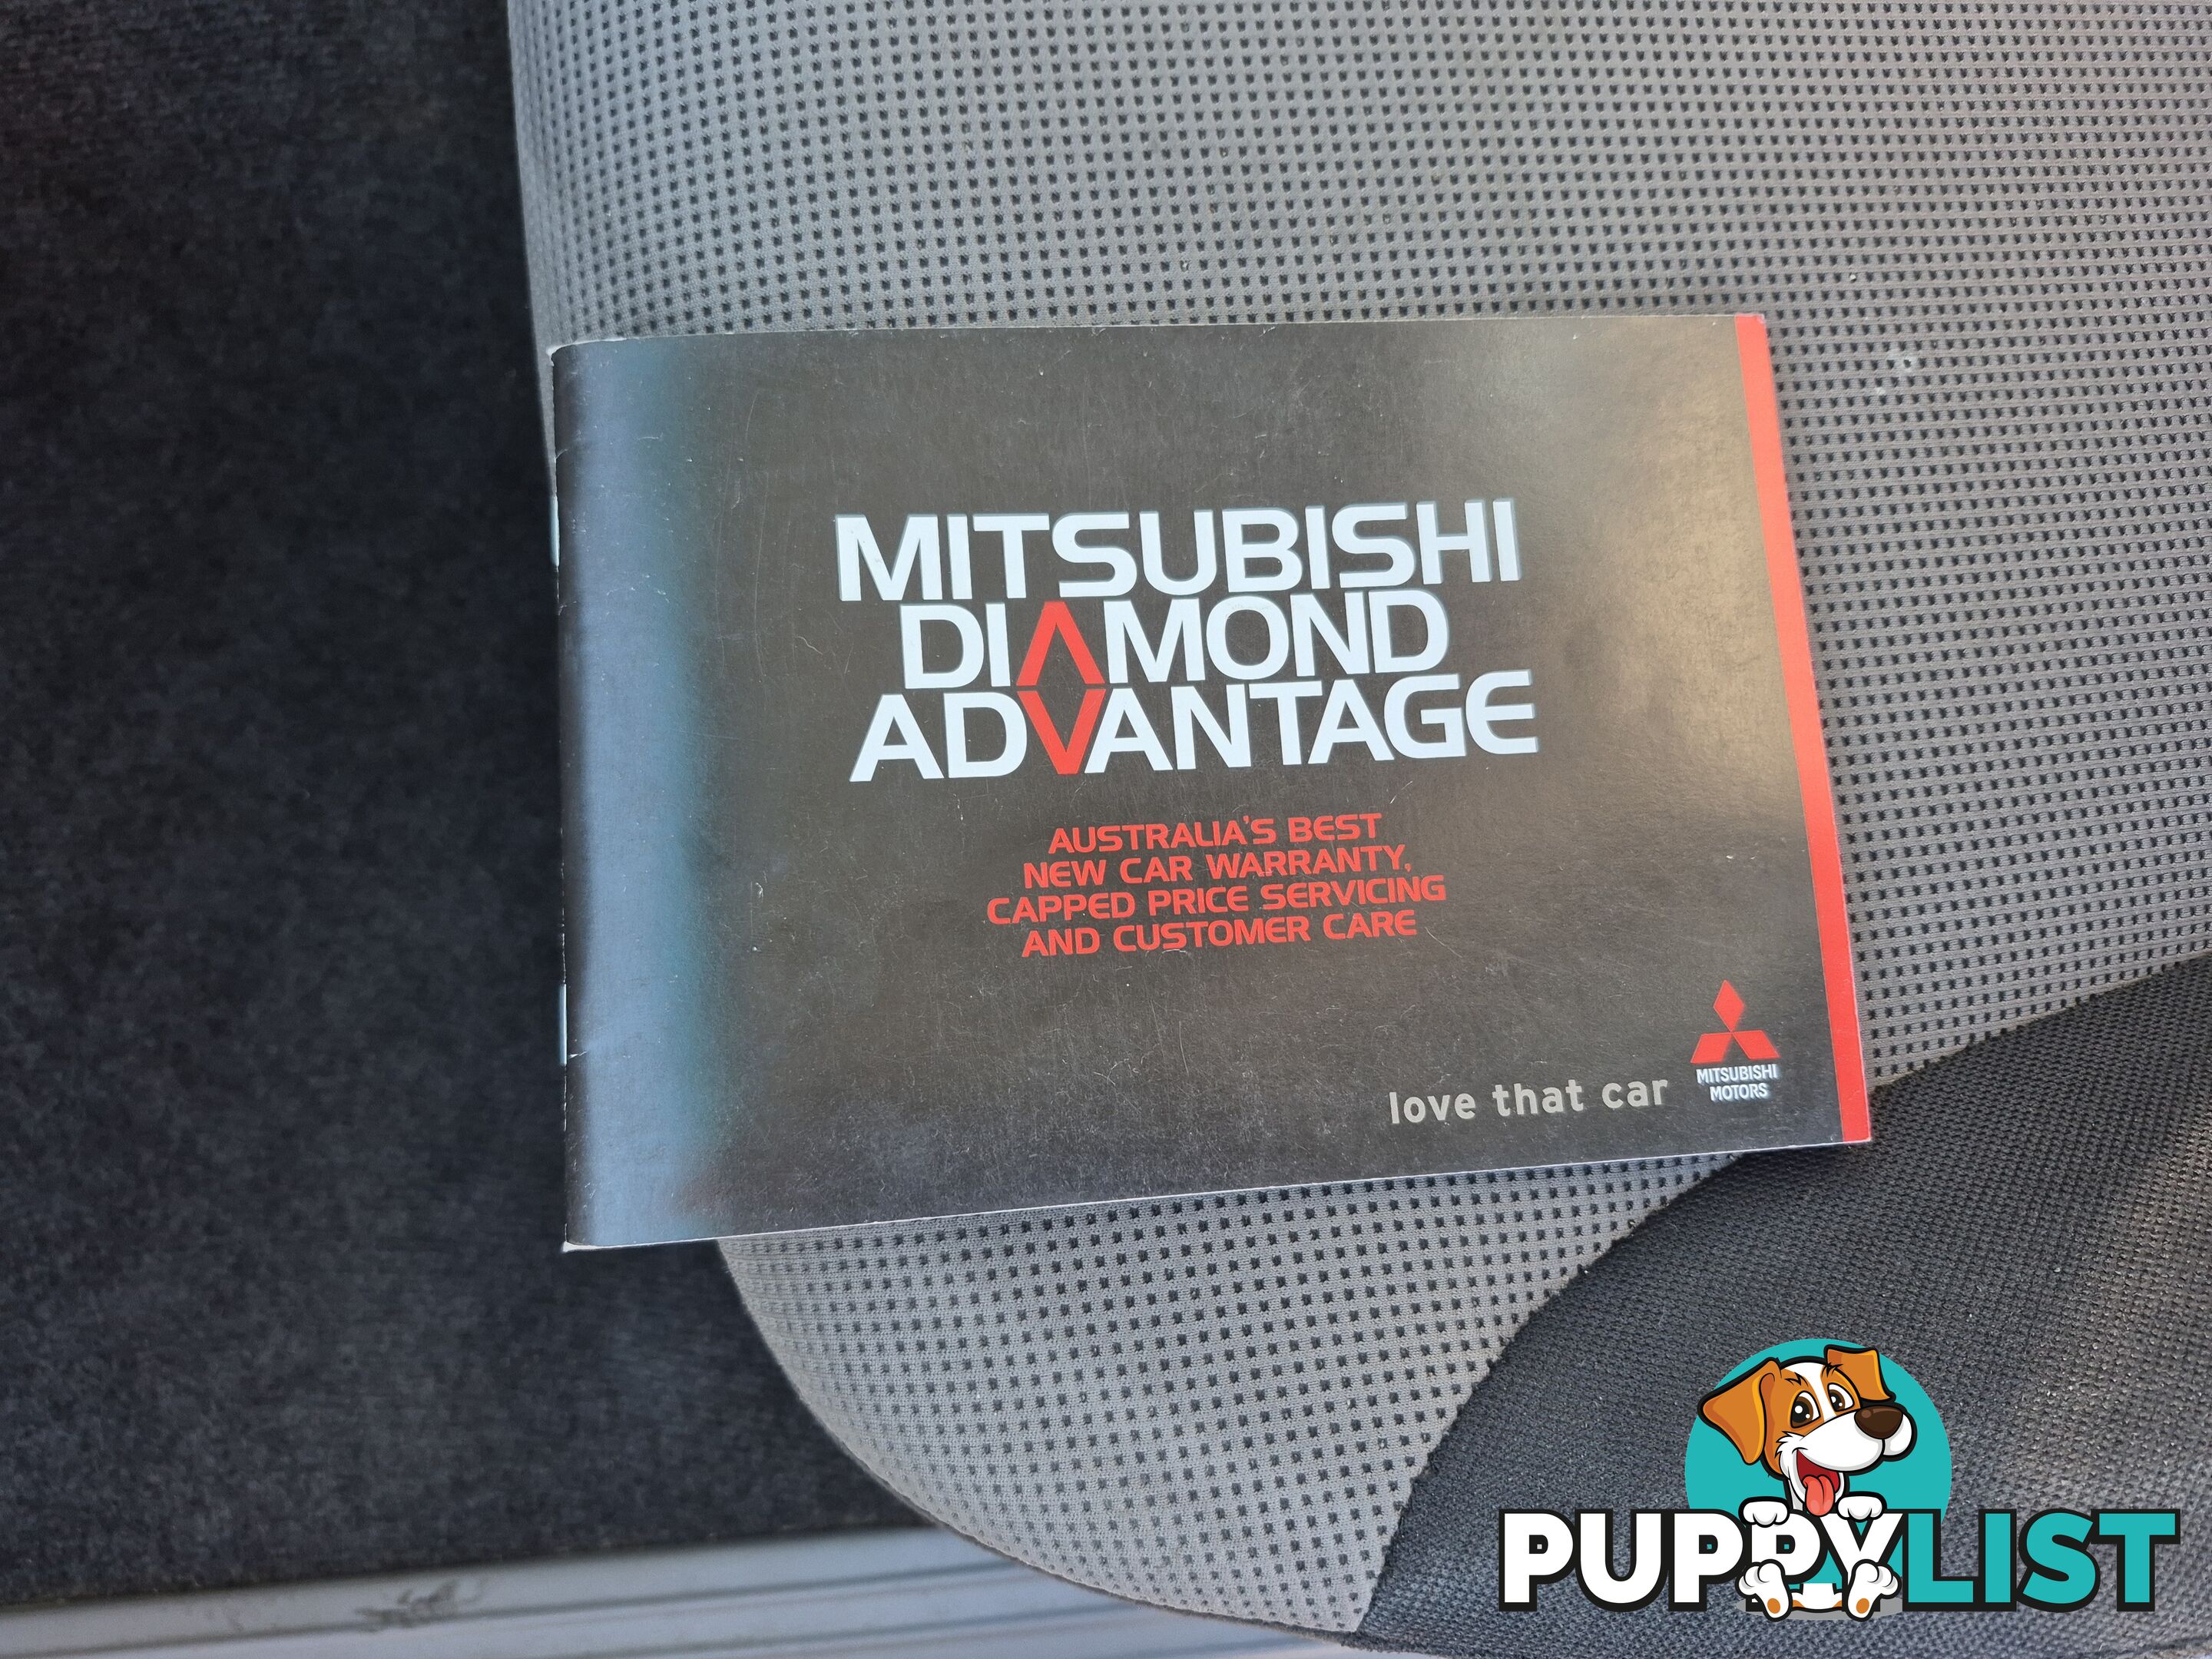 MITSUBISHI
DIAMOND
ADVANTAGE
AUSTRALIA'S BEST
NEW CAR WARRANTY,
CAPPED PRICE SERVICING
AND CUSTOMER CARE
love that car
MITSUBISHI
MOTORS
PUPPYLIST